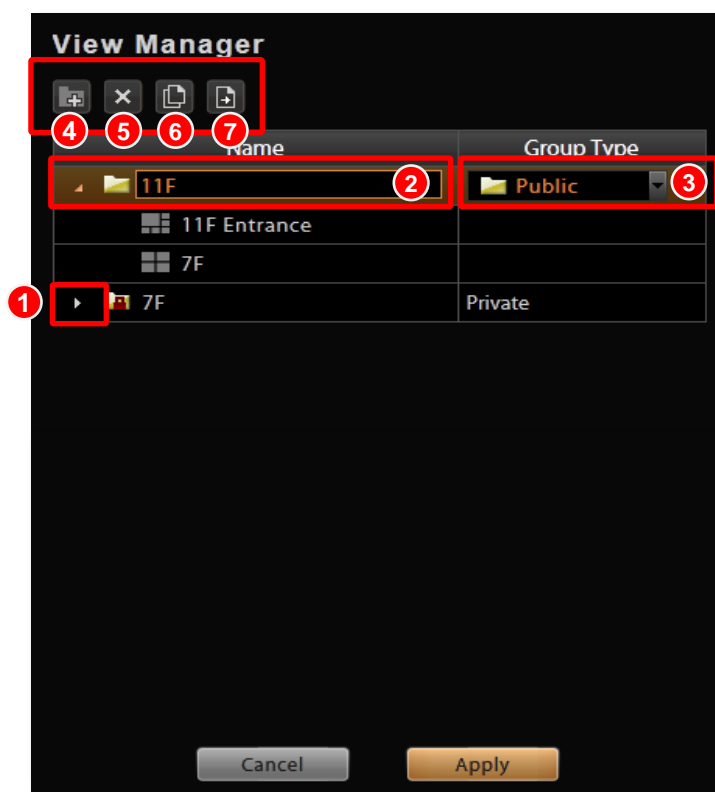 View Manager
4 5 6 7
Name Group Type
11F 2 Public 3
11F Entrance
7F
1 7F Private
Cancel Apply